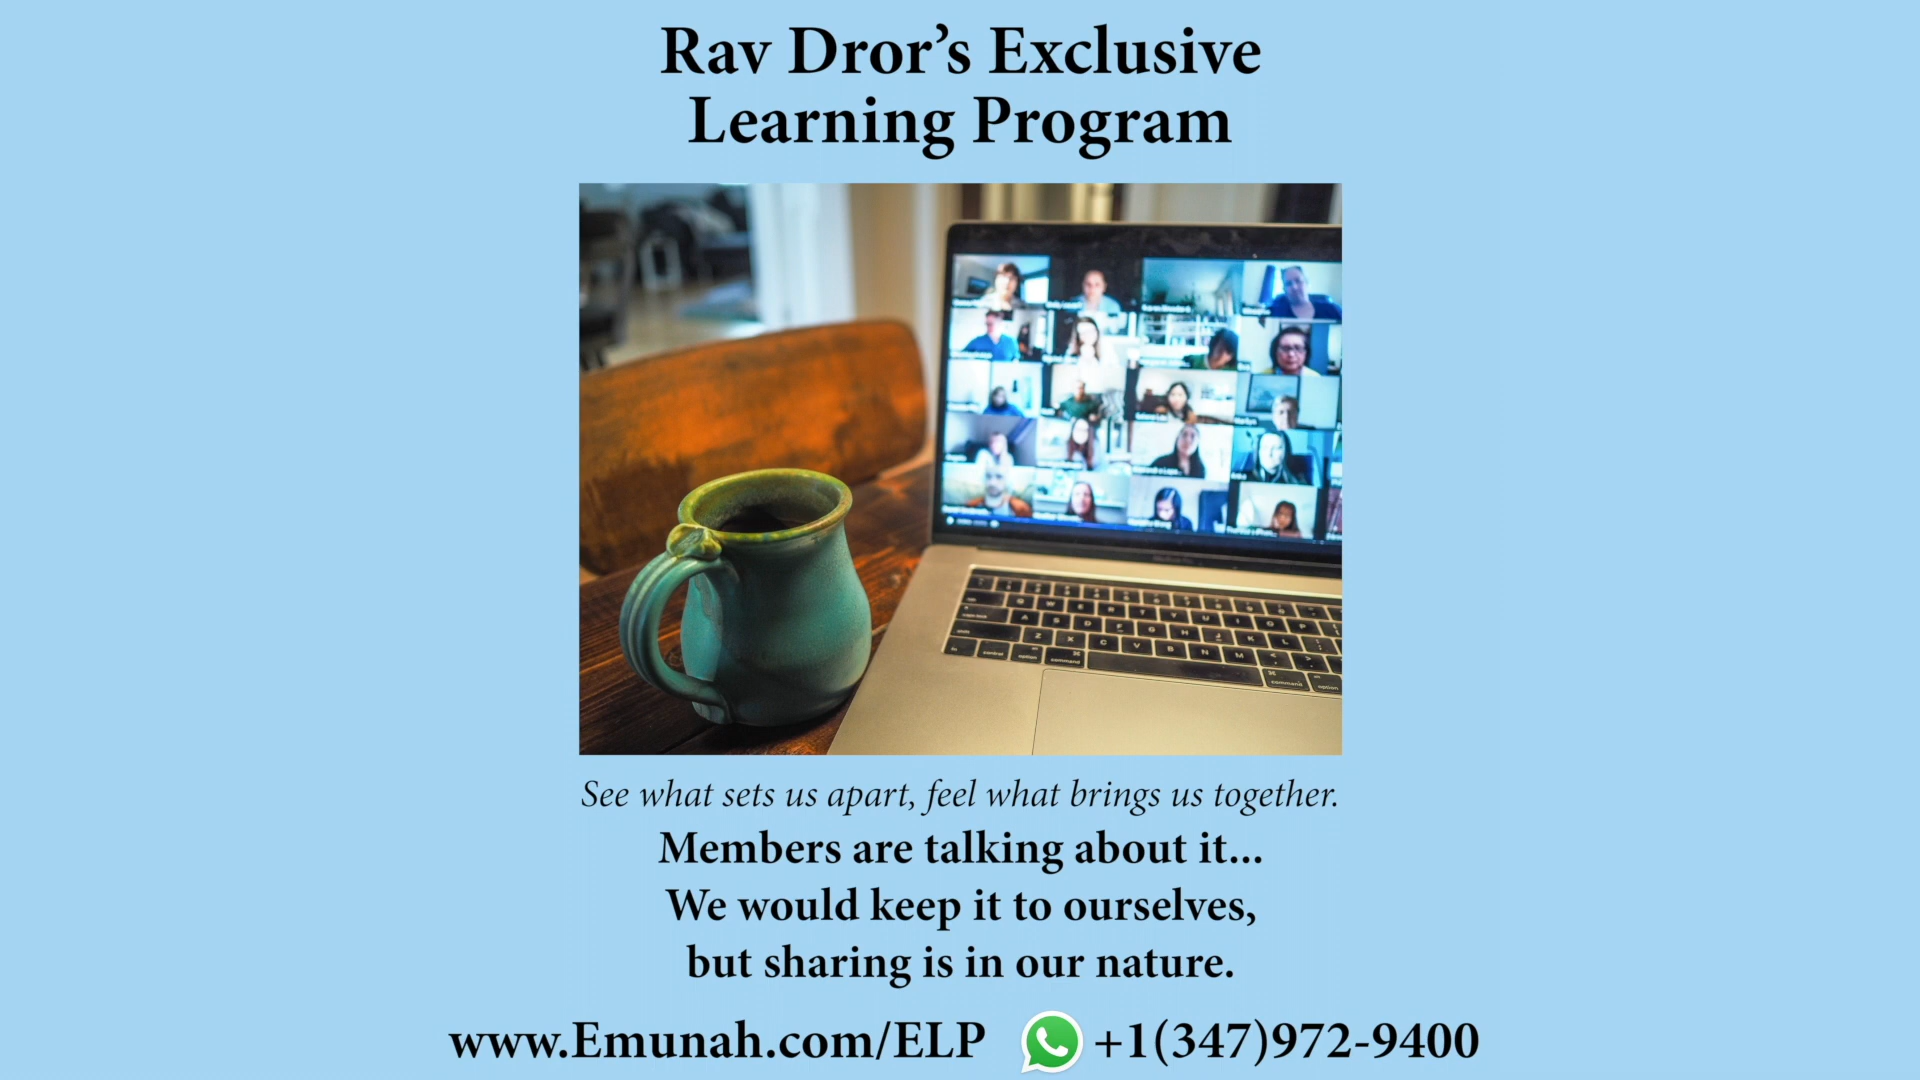 Rav Dror’s Exclusive
Learning Program
See what sets us apart, feel what brings us together.
Members are talking about it...
We would keep it to ourselves,
but sharing is in our nature.
www.Emunah.com/ELP +1(347)972-9400